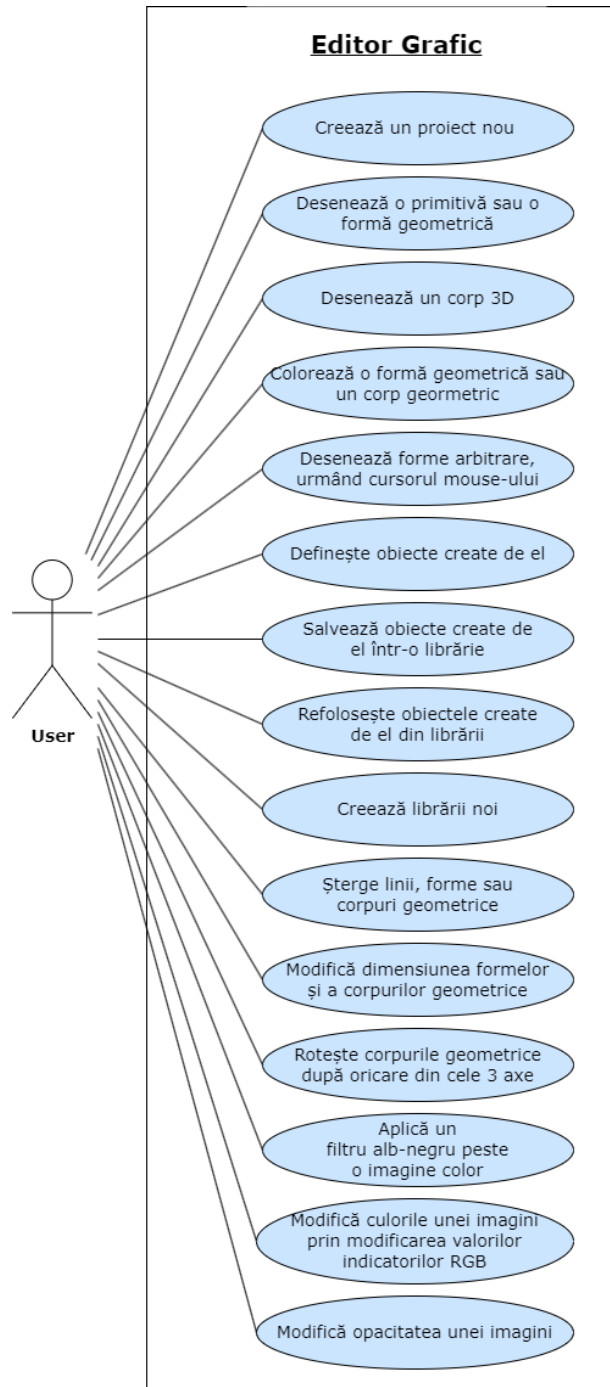 Editor Grafic
Creează un proiect nou
Desenează o primitivă sau o
formă geometrică
Desenează un corp 3D
Colorează o formă geometrică sau
un corp geormetric
Desenează forme arbitrare,
urmând cursorul mouse-ului
Definește obiecte create de el
Salvează obiecte create de
el într-o librărie
Refolosește obiectele create
de el din librării
User
Creează librării noi
Șterge linii, forme sau
corpuri geometrice
Modifică dimensiunea formelor
și a corpurilor geometrice
Rotește corpurile geometrice
după oricare din cele 3 axe
Aplică un
filtru alb-negru peste
o imagine color
Modifică culorile unei imagini
prin modificarea valorilor
indicatorilor RGB
Modifică opacitatea unei imagini